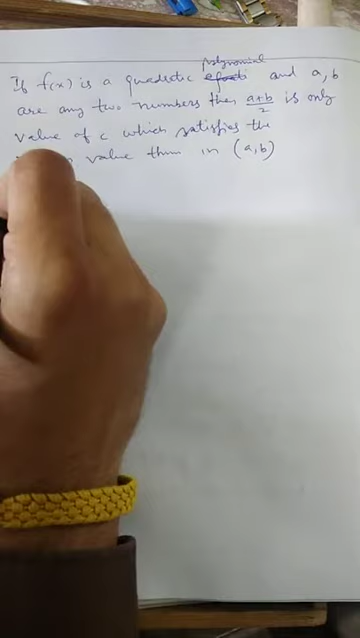 polynomial
If f(x) is a quadratic and a, b
are any two numbers then a+b/2 is only
value of c which satisfies the
value thm in (a,b)